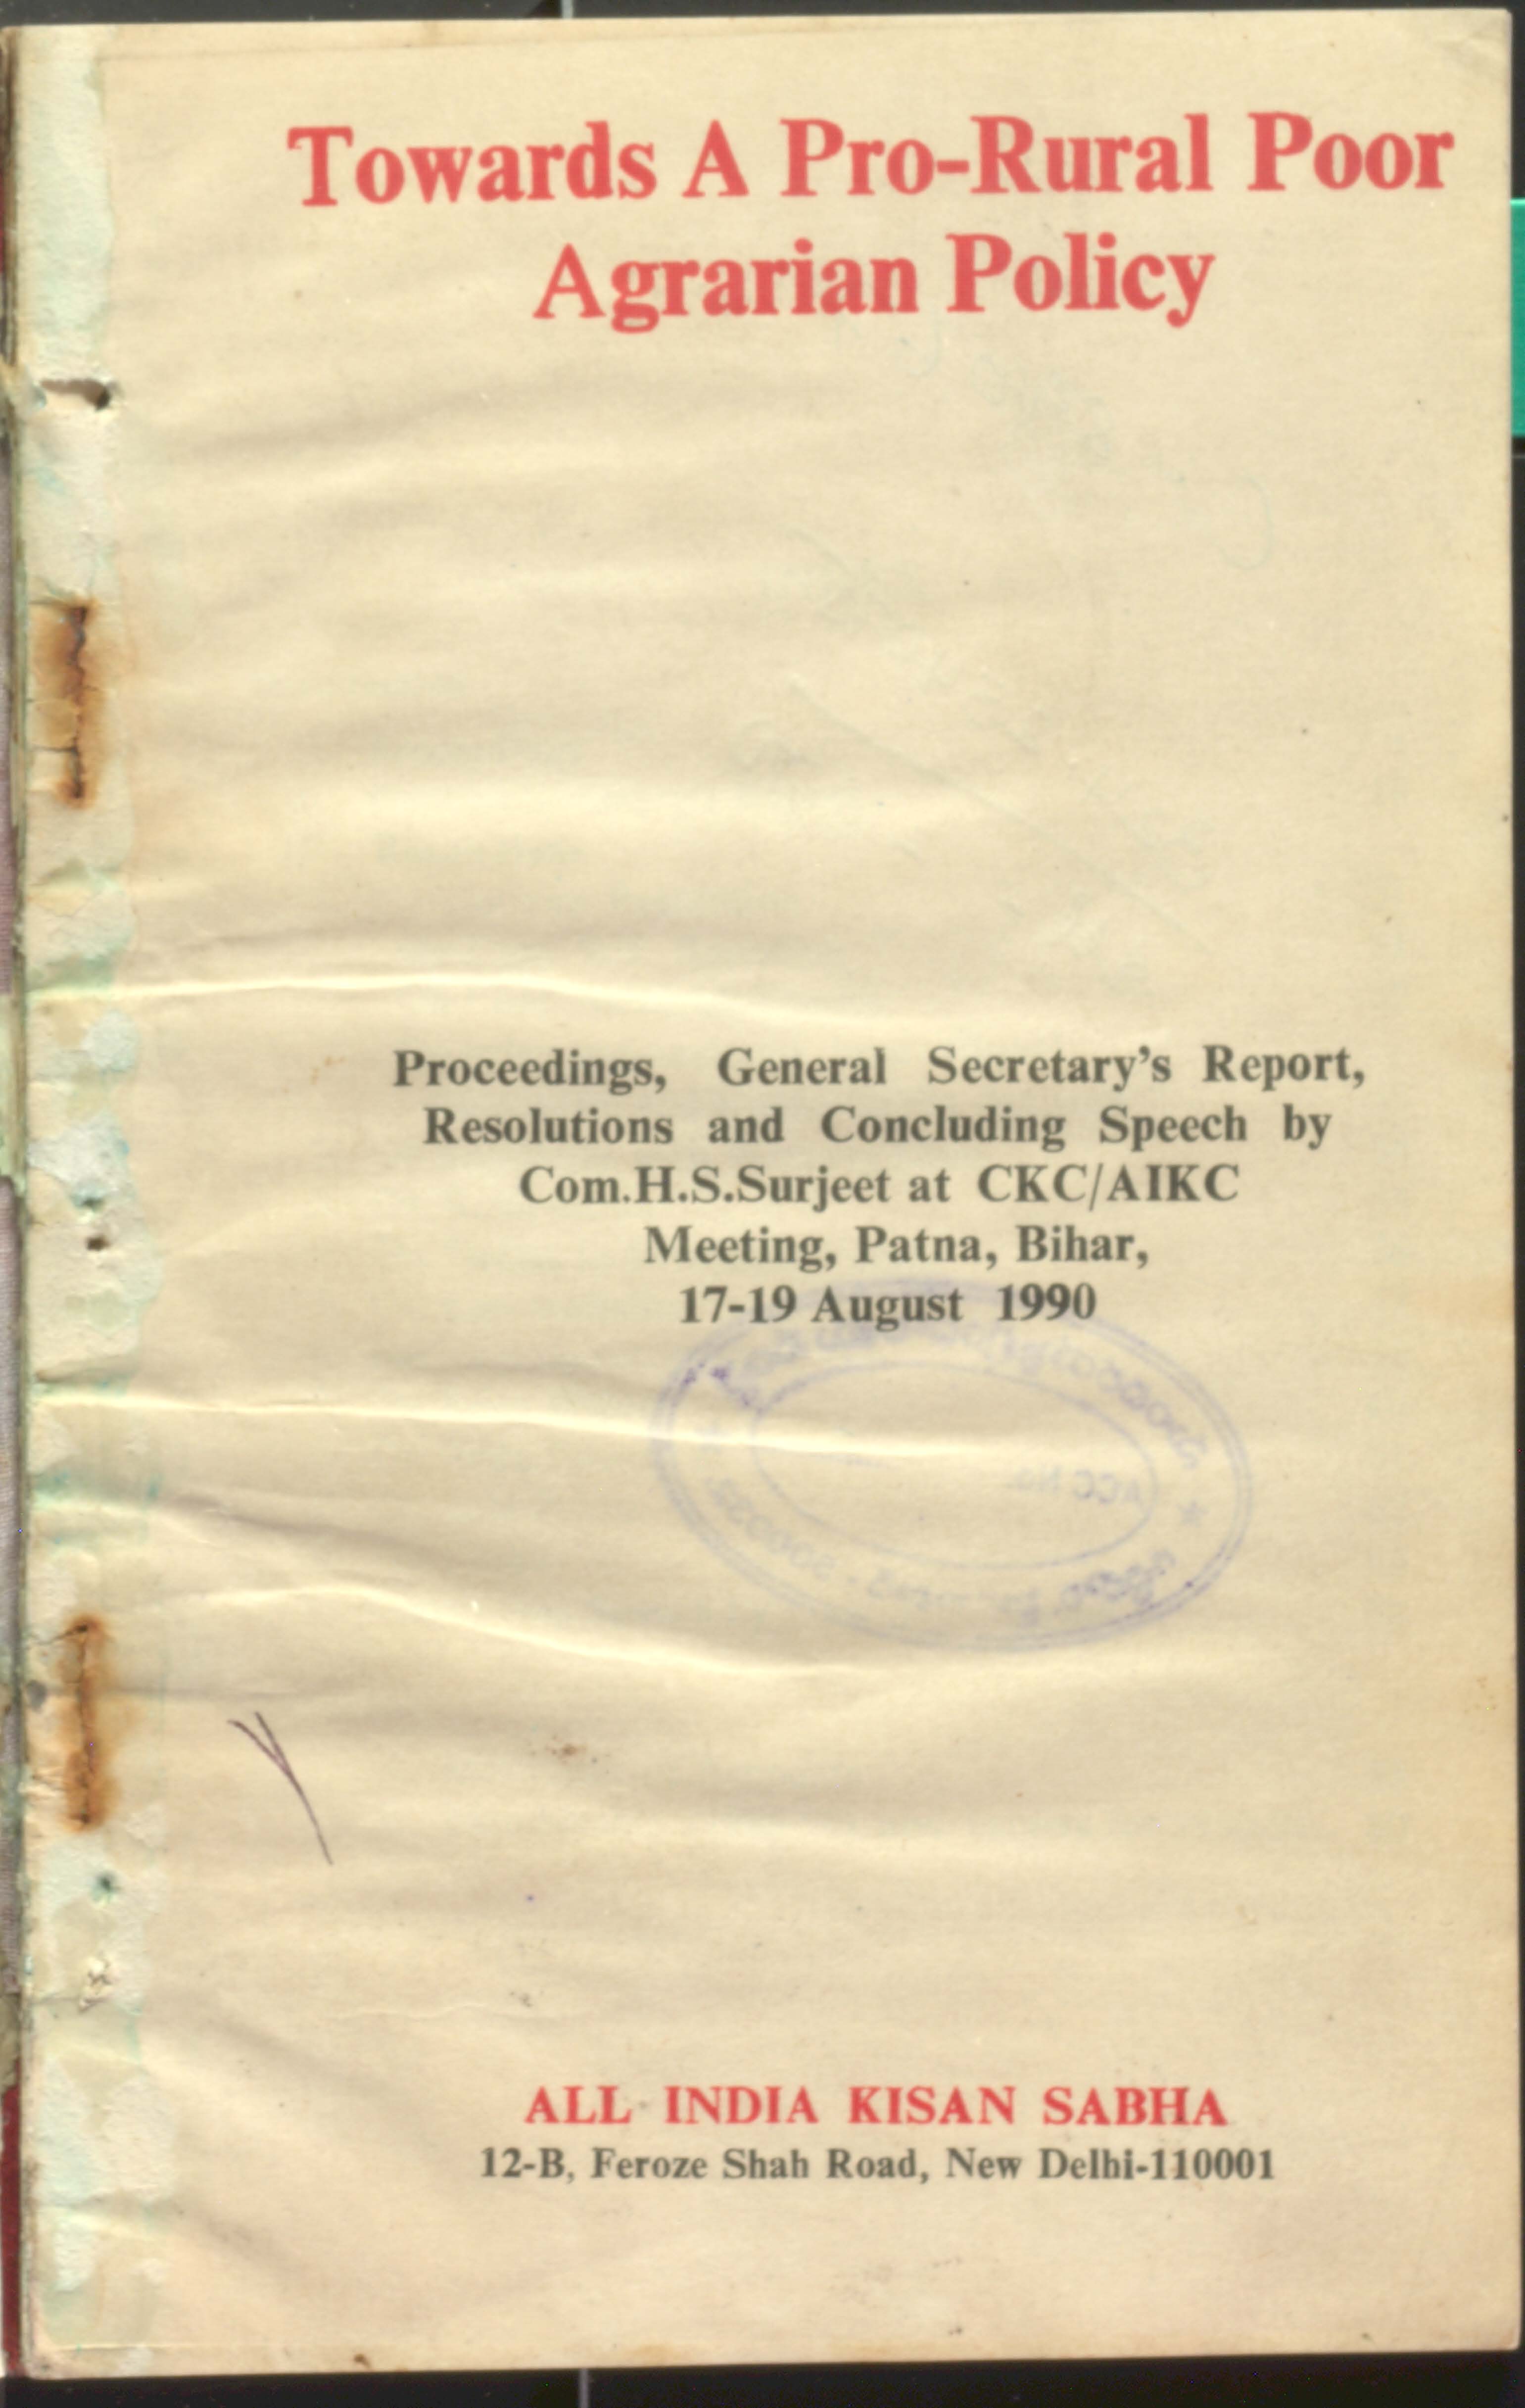 Towards A Pro-Rural Poor
Agrarian Policy
Proceedings, General Secretary's Report,
Resolutions and Concluding Speech by
Com.H.S.Surjeet at CKC/AIKC
Meeting, Patna, Bihar,
17-19 August 1990
ACC No.
ALL INDIA KISAN SABHA
12-B, Feroze Shah Road, New Delhi-110001